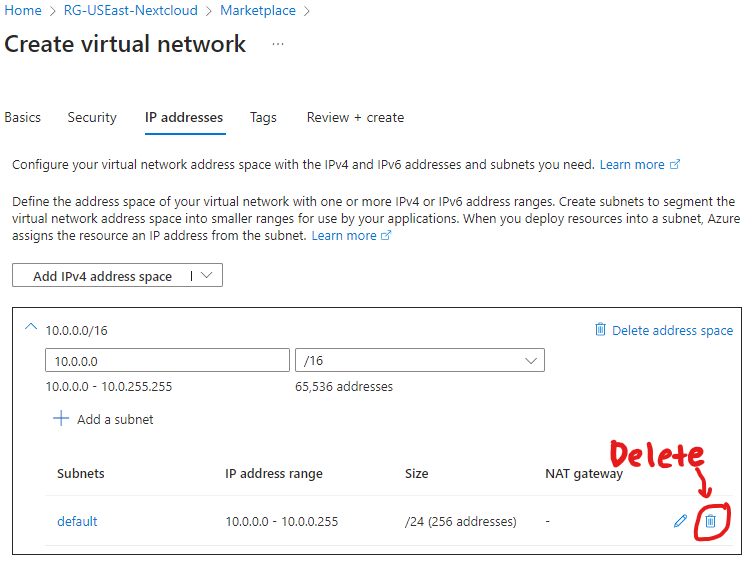 Home > RG-USEast-Nextcloud > Marketplace >
Create virtual network ...
Basics Security IP addresses Tags Review + create
Configure your virtual network address space with the IPv4 and IPv6 addresses and subnets you need. Learn more
Define the address space of your virtual network with one or more IPv4 or IPv6 address ranges. Create subnets to segment the
virtual network address space into smaller ranges for use by your applications. When you deploy resources into a subnet, Azure
assigns the resource an IP address from the subnet. Learn more
Add IPv4 address space |
10.0.0.0/16 Delete address space
10.0.0.0 /16
10.0.0.0 - 10.0.255.255 65,536 addresses
+ Add a subnet
Delete
Subnets IP address range Size NAT gateway
default 10.0.0.0 - 10.0.0.255 /24 (256 addresses) -